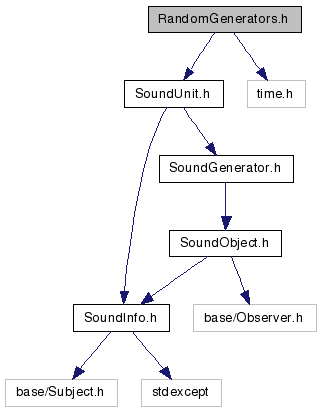 RandomGenerators.h
SoundUnit.h
time.h
SoundGenerator.h
SoundObject.h
SoundInfo.h
base/Observer.h
base/Subject.h
stdexcept